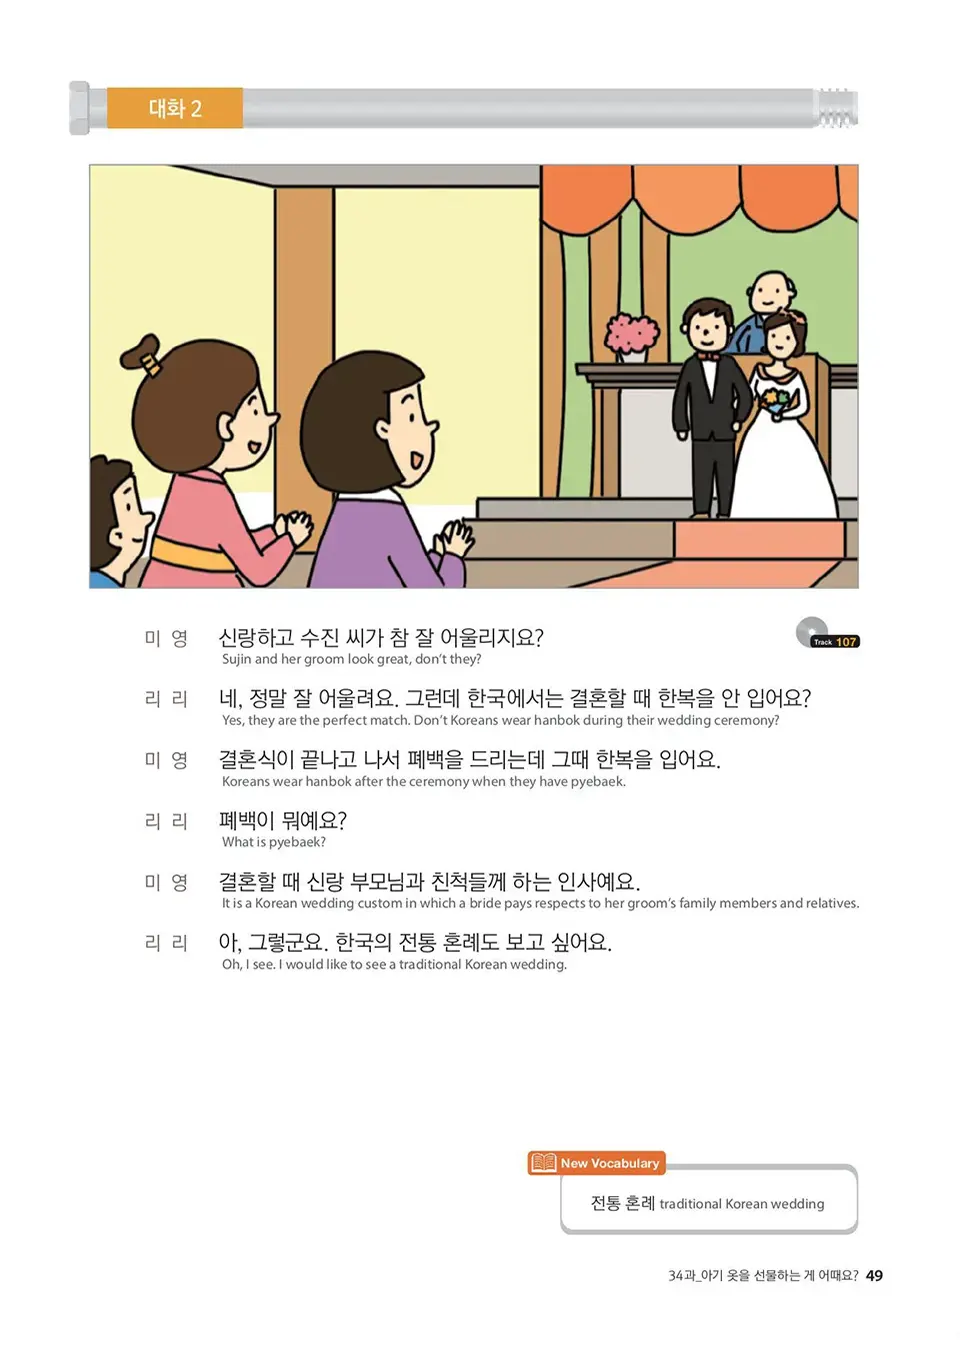 대화 2
미 영 신랑하고 수진 씨가 참 잘 어울리지요?
Track 107
Sujin and her groom look great, don't they?
리 리 네, 정말 잘 어울려요. 그런데 한국에서는 결혼할 때 한복을 안 입어요?
Yes, they are the perfect match. Don't Koreans wear hanbok during their wedding ceremony?
미 영 결혼식이 끝나고 나서 폐백을 드리는데 그때 한복을 입어요.
Koreans wear hanbok after the ceremony when they have pyebaek.
리 리 폐백이 뭐예요?
What is pyebaek?
미 영 결혼할 때 신랑 부모님과 친척들께 하는 인사예요.
It is a Korean wedding custom in which a bride pays respects to her groom's family members and relatives.
리 리 아, 그렇군요. 한국의 전통 혼례도 보고 싶어요.
Oh, I see. I would like to see a traditional Korean wedding.
New Vocabulary
전통 혼례 traditional Korean wedding
34과_아기 옷을 선물하는 게 어때요? 49